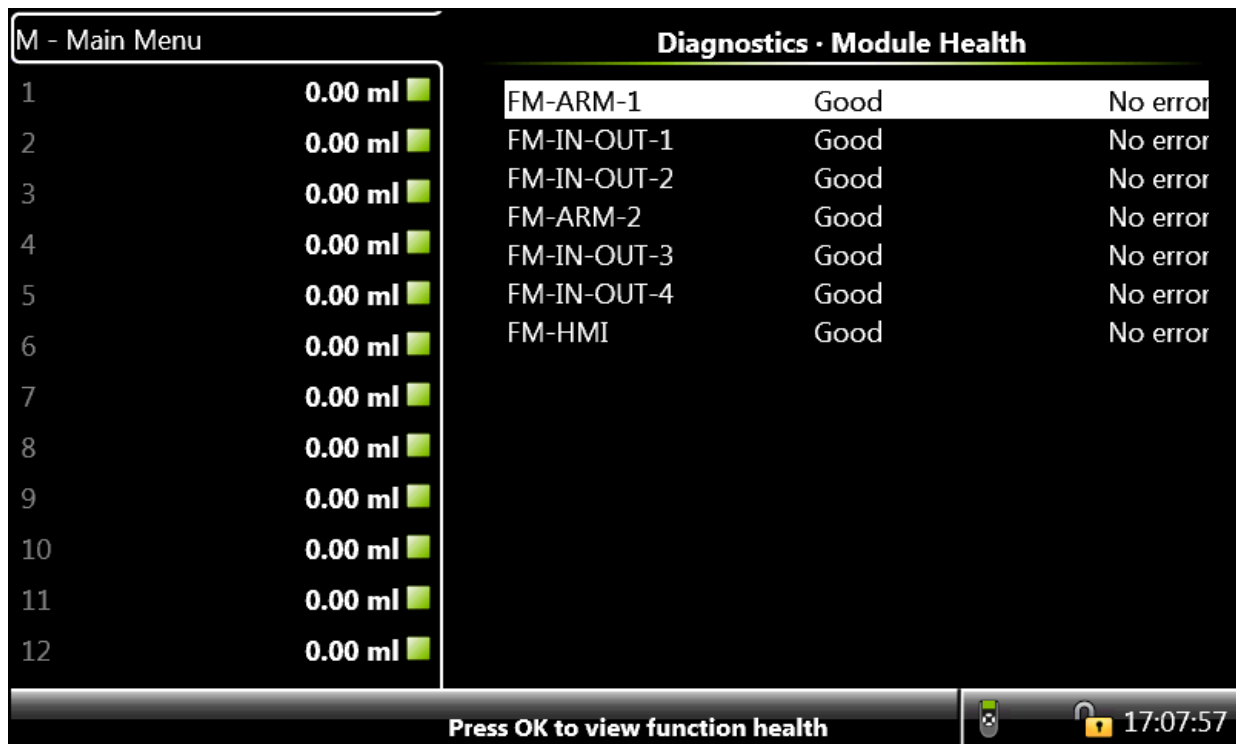 M - Main Menu
1 0.00 ml
2 0.00 ml
3 0.00 ml
4 0.00 ml
5 0.00 ml
6 0.00 ml
7 0.00 ml
8 0.00 ml
9 0.00 ml
10 0.00 ml
11 0.00 ml
12 0.00 ml
Diagnostics · Module Health
FM-ARM-1 Good No error
FM-IN-OUT-1 Good No error
FM-IN-OUT-2 Good No error
FM-ARM-2 Good No error
FM-IN-OUT-3 Good No error
FM-IN-OUT-4 Good No error
FM-HMI Good No error
Press OK to view function health
17:07:57